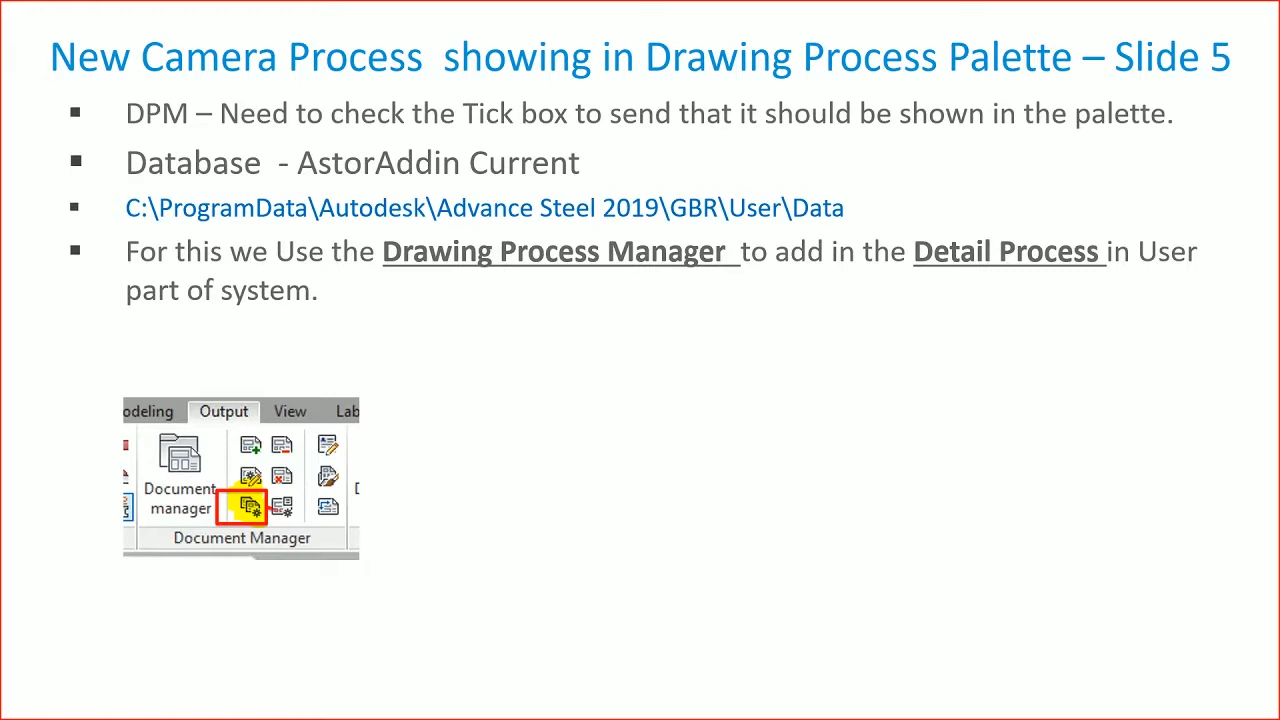 New Camera Process showing in Drawing Process Palette – Slide 5
▪ DPM – Need to check the Tick box to send that it should be shown in the palette.
▪ Database - AstorAddin Current
▪ C:\ProgramData\Autodesk\Advance Steel 2019\GBR\User\Data
▪ For this we Use the Drawing Process Manager to add in the Detail Process in User
part of system.
odeling Output View Lab
Document
manager
Document Manager